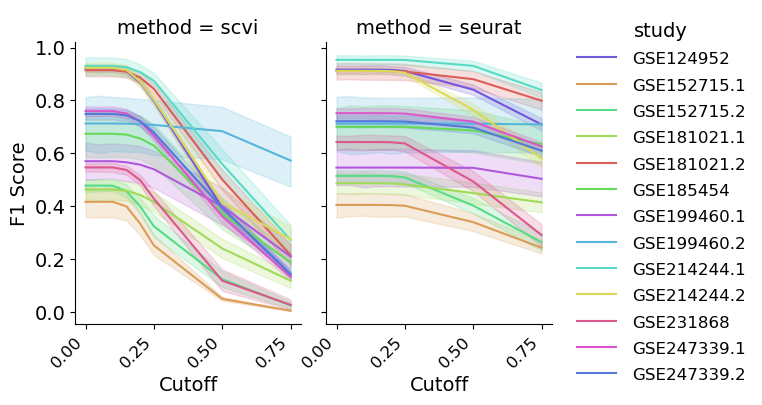 method = scvi
method = seurat
study
F1 Score
1.0
0.8
0.6
0.4
0.2
0.0
0.00
0.25
0.50
0.75
Cutoff
0.00
0.25
0.50
0.75
Cutoff
GSE124952
GSE152715.1
GSE152715.2
GSE181021.1
GSE181021.2
GSE185454
GSE199460.1
GSE199460.2
GSE214244.1
GSE214244.2
GSE231868
GSE247339.1
GSE247339.2